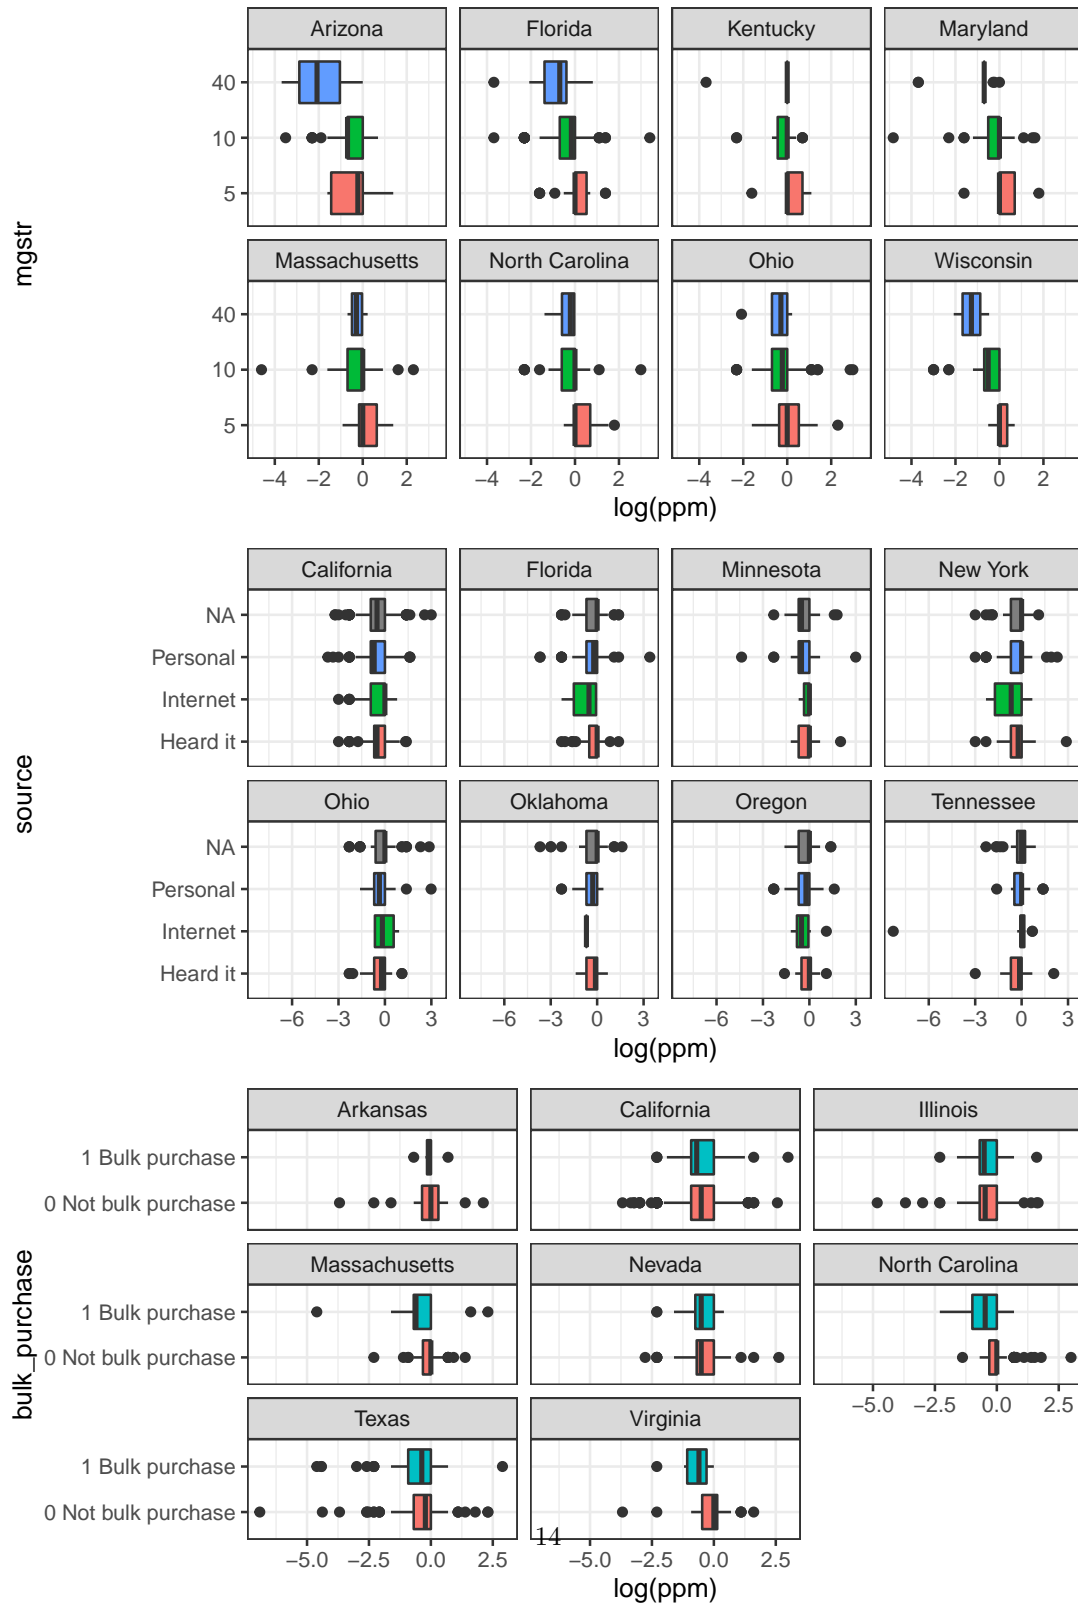 Arizona Florida Kentucky Maryland
40
10
5
Massachusetts North Carolina Ohio Wisconsin
40
10
5
−4 −2 0 2 −4 −2 0 2 −4 −2 0 2 −4 −2 0 2
log(ppm)
mgstr
California Florida Minnesota New York
NA
Personal
Internet
Heard it
Ohio Oklahoma Oregon Tennessee
NA
Personal
Internet
Heard it
−6 −3 0 3 −6 −3 0 3 −6 −3 0 3 −6 −3 0 3
log(ppm)
source
Arkansas California Illinois
1 Bulk purchase
0 Not bulk purchase
Massachusetts Nevada North Carolina
1 Bulk purchase
0 Not bulk purchase
−5.0 −2.5 0.0 2.5
Texas Virginia
1 Bulk purchase
0 Not bulk purchase
14
−5.0 −2.5 0.0 2.5 −5.0 −2.5 0.0 2.5
log(ppm)
bulk_purchase